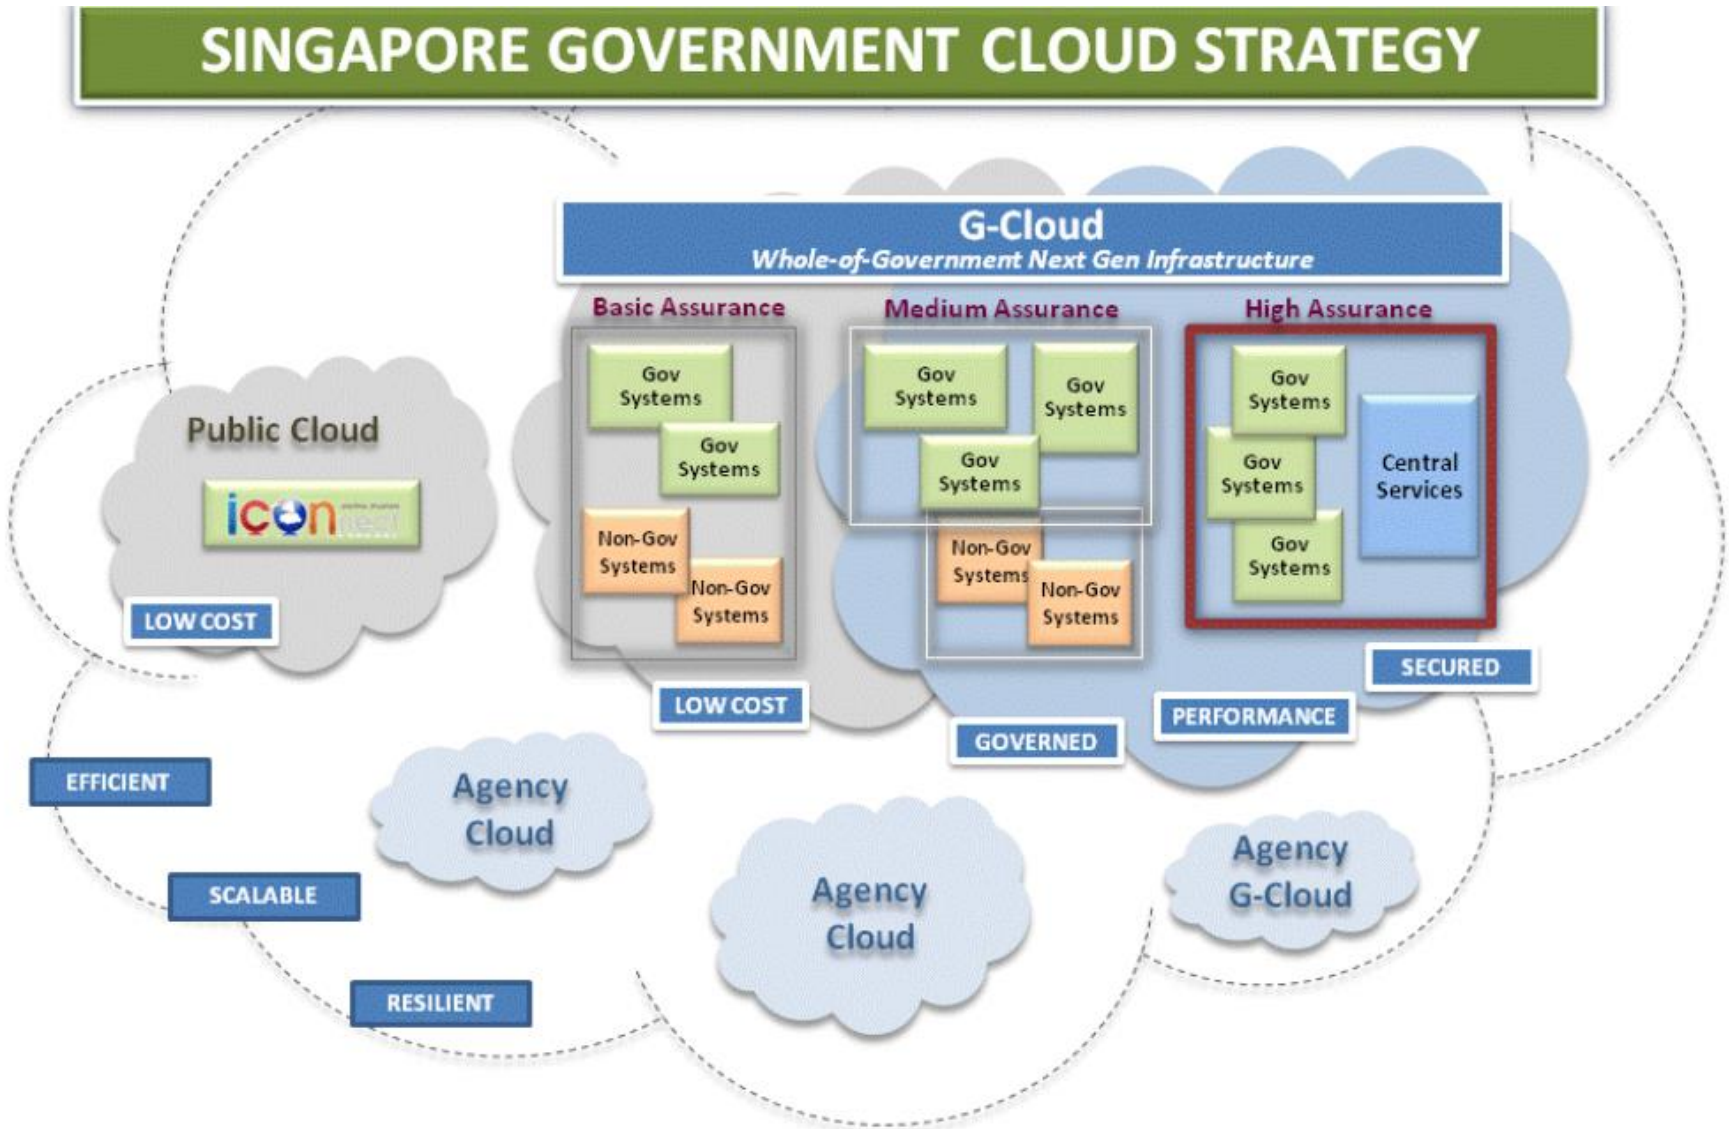 SINGAPORE GOVERNMENT CLOUD STRATEGY
G-Cloud
Whole-of-Government Next Gen Infrastructure
Basic Assurance
Medium Assurance
High Assurance
Gov
Systems
Gov
Systems
Non-Gov
Systems
Non-Gov
Systems
Gov
Systems
Gov
Systems
Gov
Systems
Non-Gov
Systems
Non-Gov
Systems
Gov
Systems
Gov
Systems
Gov
Systems
Central
Services
Public Cloud
icon
nect
LOW COST
LOW COST
GOVERNED
PERFORMANCE
SECURED
EFFICIENT
SCALABLE
RESILIENT
Agency
Cloud
Agency
Cloud
Agency
G-Cloud